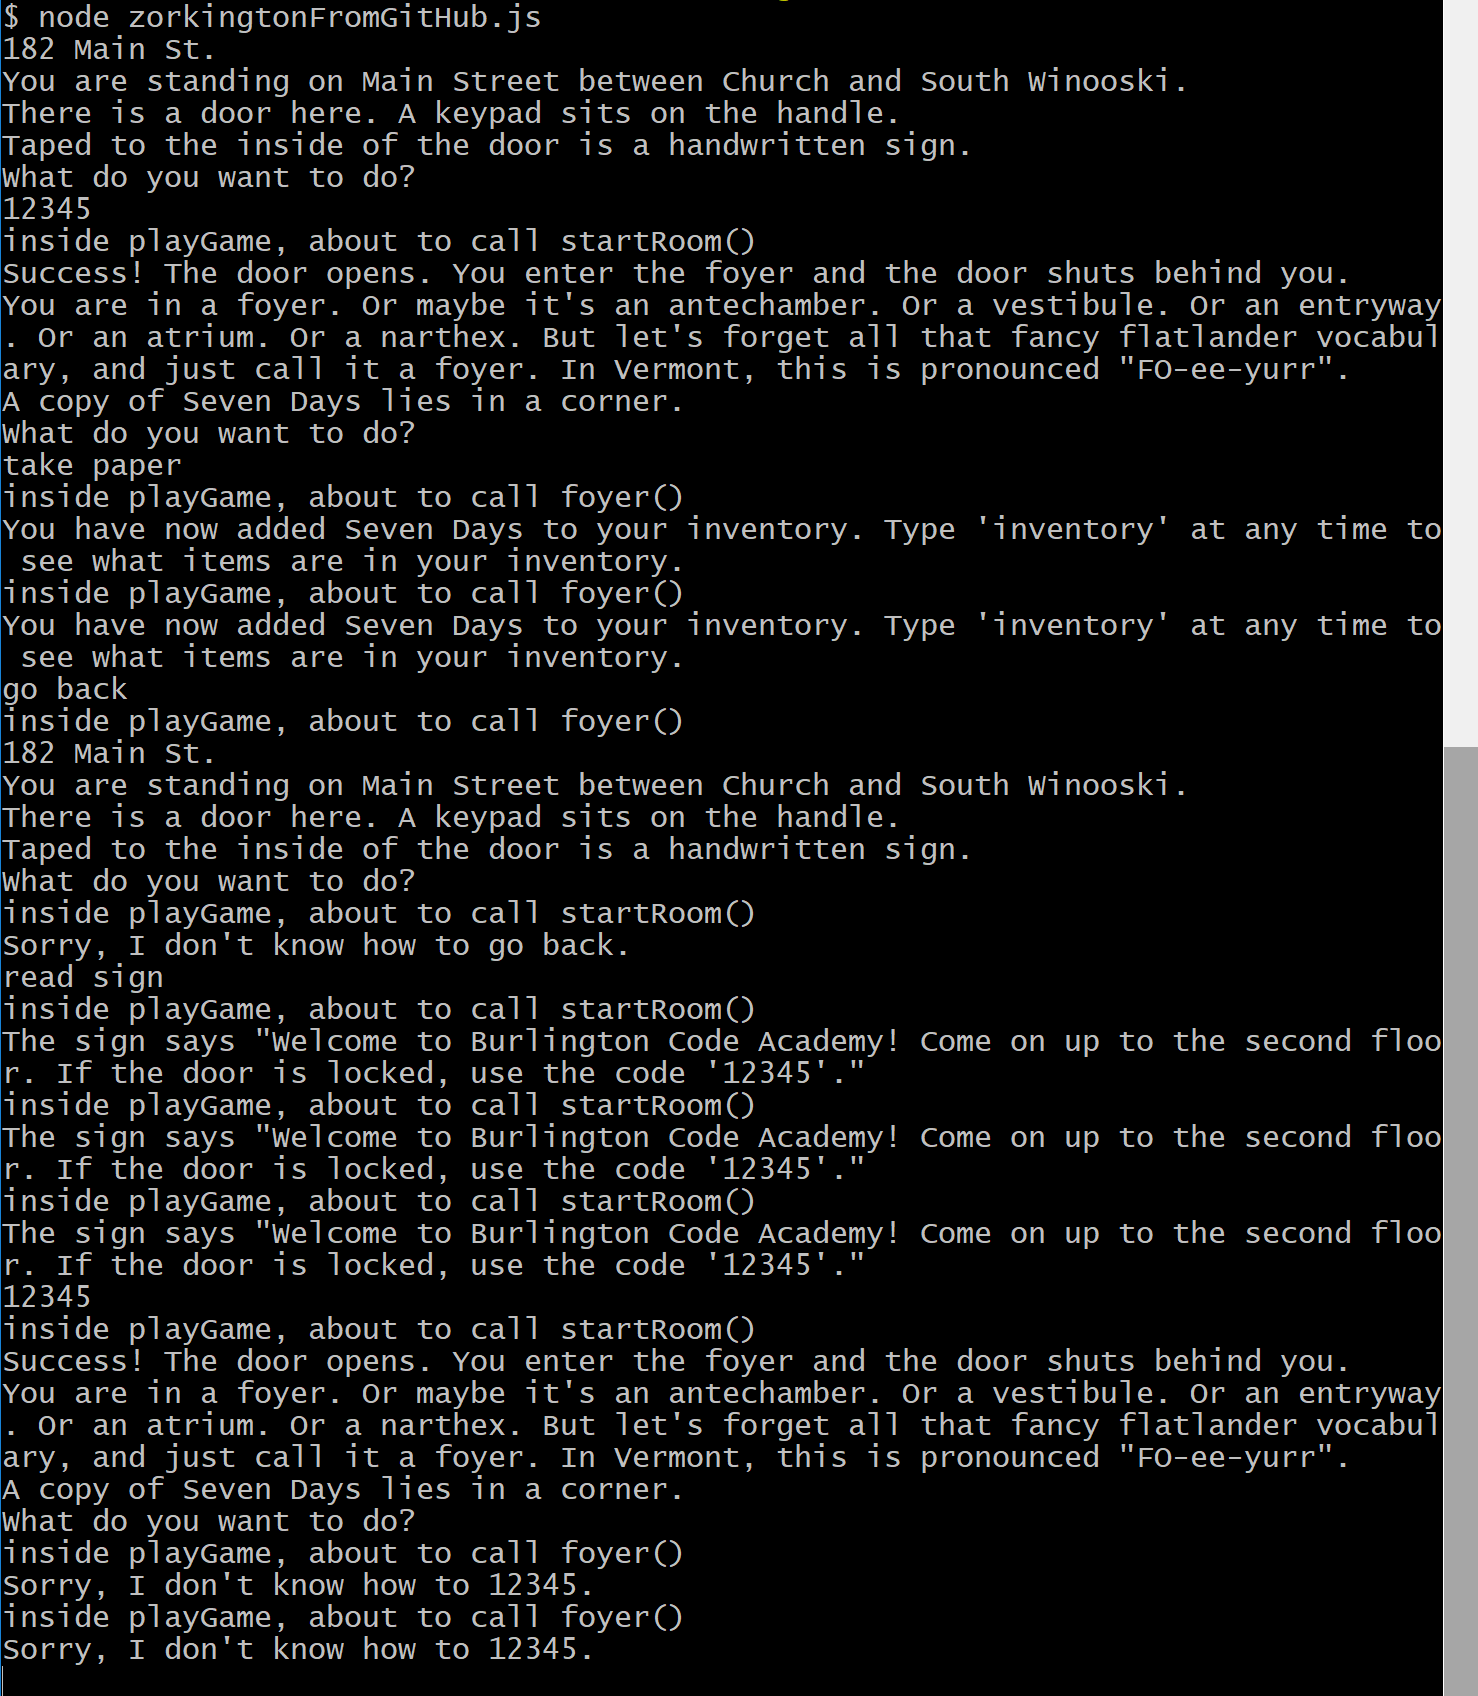 $ node zorkingtonFromGitHub.js
182 Main St.
You are standing on Main Street between Church and South Winooski.
There is a door here. A keypad sits on the handle.
Taped to the inside of the door is a handwritten sign.
What do you want to do?
12345
inside playGame, about to call startRoom()
Success! The door opens. You enter the foyer and the door shuts behind you.
You are in a foyer. Or maybe it's an antechamber. Or a vestibule. Or an entryway
. Or an atrium. Or a narthex. But let's forget all that fancy flatlander vocabul
ary, and just call it a foyer. In Vermont, this is pronounced "FO-ee-yurr".
A copy of Seven Days lies in a corner.
What do you want to do?
take paper
inside playGame, about to call foyer()
You have now added Seven Days to your inventory. Type 'inventory' at any time to
 see what items are in your inventory.
inside playGame, about to call foyer()
You have now added Seven Days to your inventory. Type 'inventory' at any time to
 see what items are in your inventory.
go back
inside playGame, about to call foyer()
182 Main St.
You are standing on Main Street between Church and South Winooski.
There is a door here. A keypad sits on the handle.
Taped to the inside of the door is a handwritten sign.
What do you want to do?
inside playGame, about to call startRoom()
Sorry, I don't know how to go back.
read sign
inside playGame, about to call startRoom()
The sign says "Welcome to Burlington Code Academy! Come on up to the second floo
r. If the door is locked, use the code '12345'."
inside playGame, about to call startRoom()
The sign says "Welcome to Burlington Code Academy! Come on up to the second floo
r. If the door is locked, use the code '12345'."
inside playGame, about to call startRoom()
The sign says "Welcome to Burlington Code Academy! Come on up to the second floo
r. If the door is locked, use the code '12345'."
12345
inside playGame, about to call startRoom()
Success! The door opens. You enter the foyer and the door shuts behind you.
You are in a foyer. Or maybe it's an antechamber. Or a vestibule. Or an entryway
. Or an atrium. Or a narthex. But let's forget all that fancy flatlander vocabul
ary, and just call it a foyer. In Vermont, this is pronounced "FO-ee-yurr".
A copy of Seven Days lies in a corner.
What do you want to do?
inside playGame, about to call foyer()
Sorry, I don't know how to 12345.
inside playGame, about to call foyer()
Sorry, I don't know how to 12345.